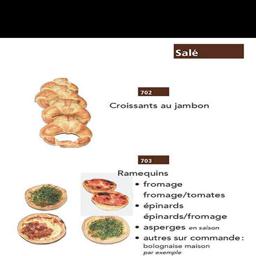 Salé
702
Croissants au jambon
703
Ramequins
• fromage
fromage/tomates
• épinards
épinards/fromage
• asperges en saison
• autres sur commande:
bolognaise maison
par exemple